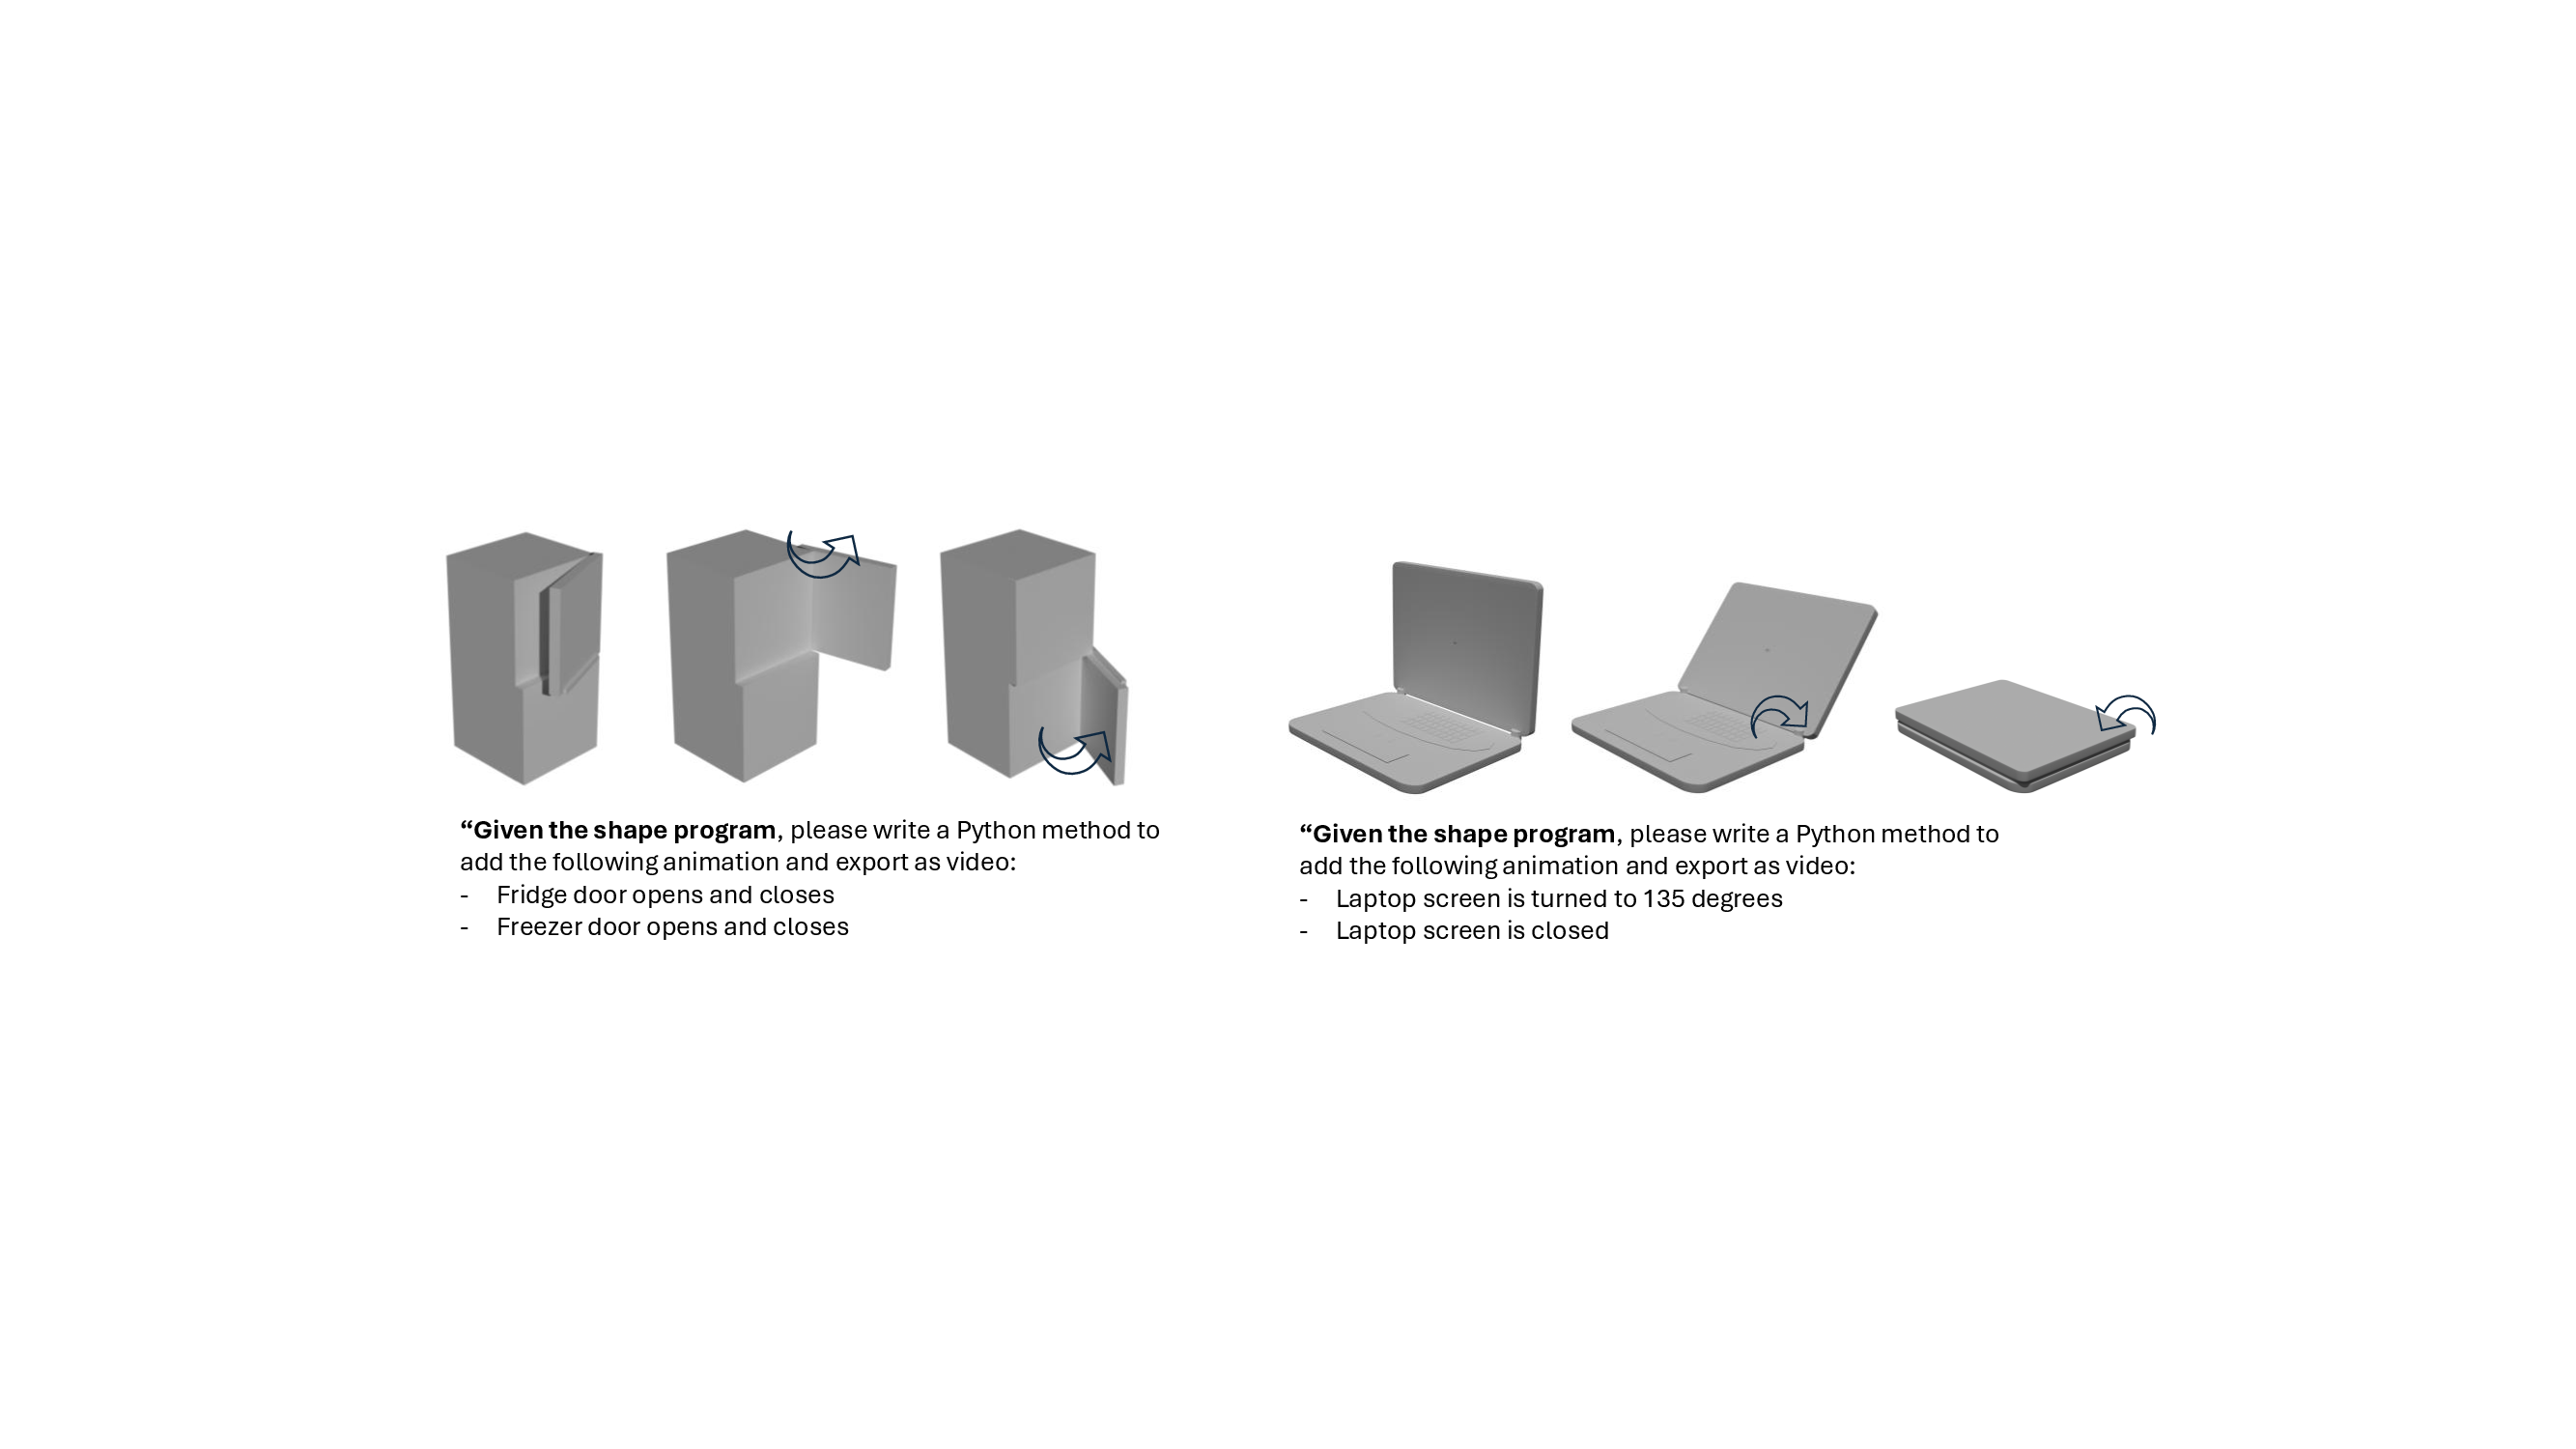 “Given the shape program, please write a Python method to
add the following animation and export as video:
- Fridge door opens and closes
- Freezer door opens and closes
“Given the shape program, please write a Python method to
add the following animation and export as video:
- Laptop screen is turned to 135 degrees
- Laptop screen is closed